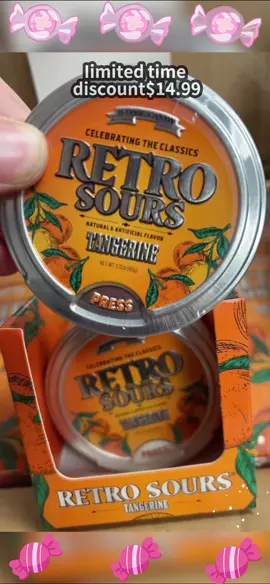 limited time
discount$14.99
CELEBRATING THE CLASSICS
RETRO
SOURS
NATURAL & ARTIFICIAL FLAVOR
TANGERINE
PRESS
CELEBRATING THE CLASSICS
RETRO
SOURS
PRESS
RETRO SOURS
TANGERINE